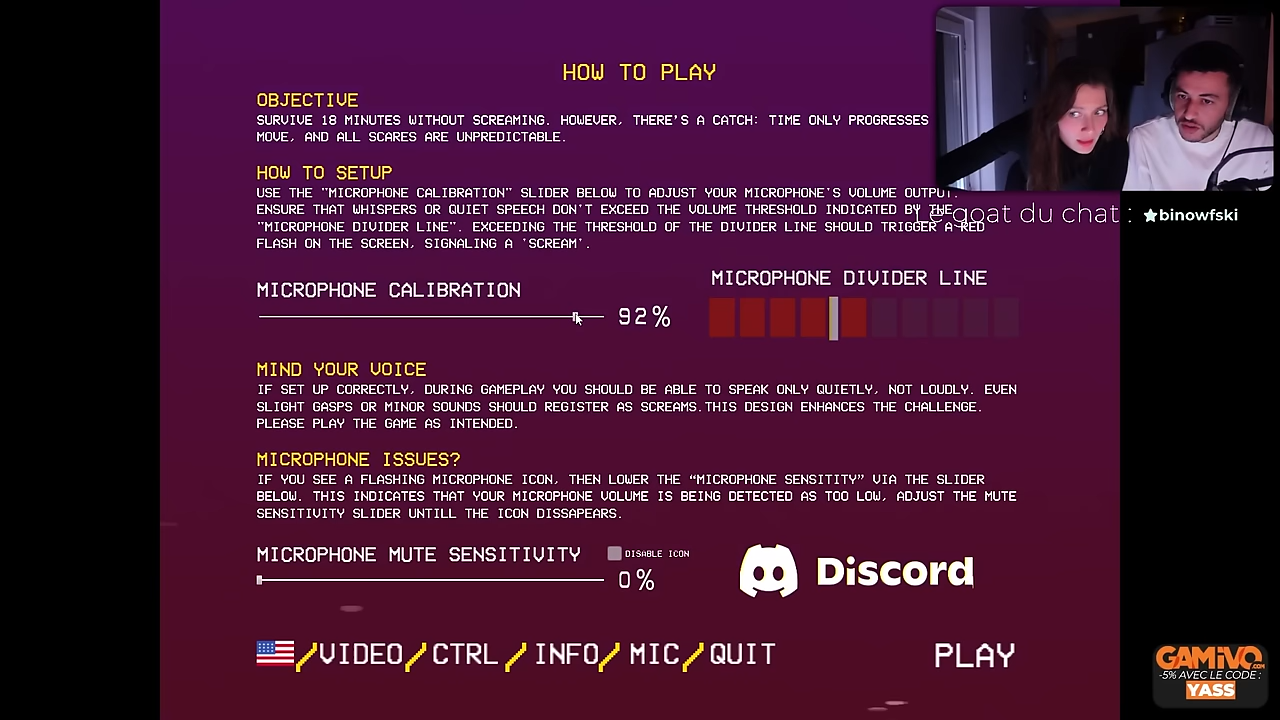 HOW TO PLAY
OBJECTIVE
SURVIVE 18 MINUTES WITHOUT SCREAMING. HOWEVER, THERE'S A CATCH: TIME ONLY PROGRESSES
MOVE, AND ALL SCARES ARE UNPREDICTABLE.
HOW TO SETUP
USE THE "MICROPHONE CALIBRATION" SLIDER BELOW TO ADJUST YOUR MICROPHONE'S VOLUME OUTPUT.
ENSURE THAT WHISPERS OR QUIET SPEECH DON'T EXCEED THE VOLUME THRESHOLD INDICATED BY THE
Le goat du chat : ★binowfski
"MICROPHONE DIVIDER LINE". EXCEEDING THE THRESHOLD OF THE DIVIDER LINE SHOULD TRIGGER A RED
FLASH ON THE SCREEN, SIGNALING A 'SCREAM'.
MICROPHONE CALIBRATION
92%
MICROPHONE DIVIDER LINE
MIND YOUR VOICE
IF SET UP CORRECTLY, DURING GAMEPLAY YOU SHOULD BE ABLE TO SPEAK ONLY QUIETLY, NOT LOUDLY. EVEN
SLIGHT GASPS OR MINOR SOUNDS SHOULD REGISTER AS SCREAMS.THIS DESIGN ENHANCES THE CHALLENGE.
PLEASE PLAY THE GAME AS INTENDED.
MICROPHONE ISSUES?
IF YOU SEE A FLASHING MICROPHONE ICON, THEN LOWER THE “MICROPHONE SENSITITY” VIA THE SLIDER
BELOW. THIS INDICATES THAT YOUR MICROPHONE VOLUME IS BEING DETECTED AS TOO LOW, ADJUST THE MUTE
SENSITIVITY SLIDER UNTILL THE ICON DISSAPEARS.
MICROPHONE MUTE SENSITIVITY
DISABLE ICON
0%
Discord
/VIDEO/CTRL/INFO/MIC/QUIT
PLAY
GAMIVO.COM
-5% AVEC LE CODE :
YASS